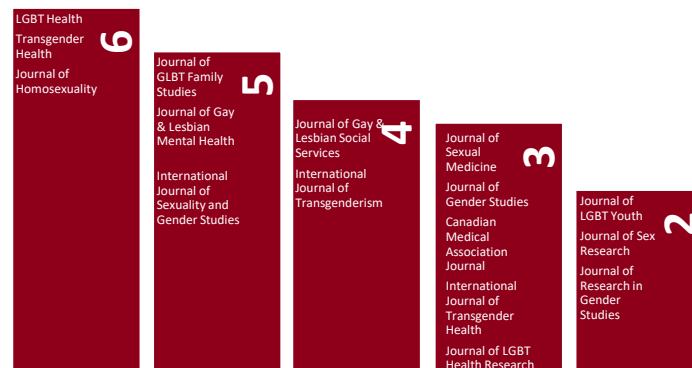 LGBT Health
Transgender
Health
Journal of
Homosexuality
6
Journal of
GLBT Family
Studies
Journal of Gay
& Lesbian
Mental Health
International
Journal of
Sexuality and
Gender Studies
5
Journal of Gay &
Lesbian Social
Services
International
Journal of
Transgenderism
4
Journal of
Sexual
Medicine
Journal of
Gender Studies
Canadian
Medical
Association
Journal
International
Journal of
Transgender
Health
Journal of LGBT
Health Research
3
Journal of
LGBT Youth
Journal of Sex
Research
Journal of
Research in
Gender
Studies
2